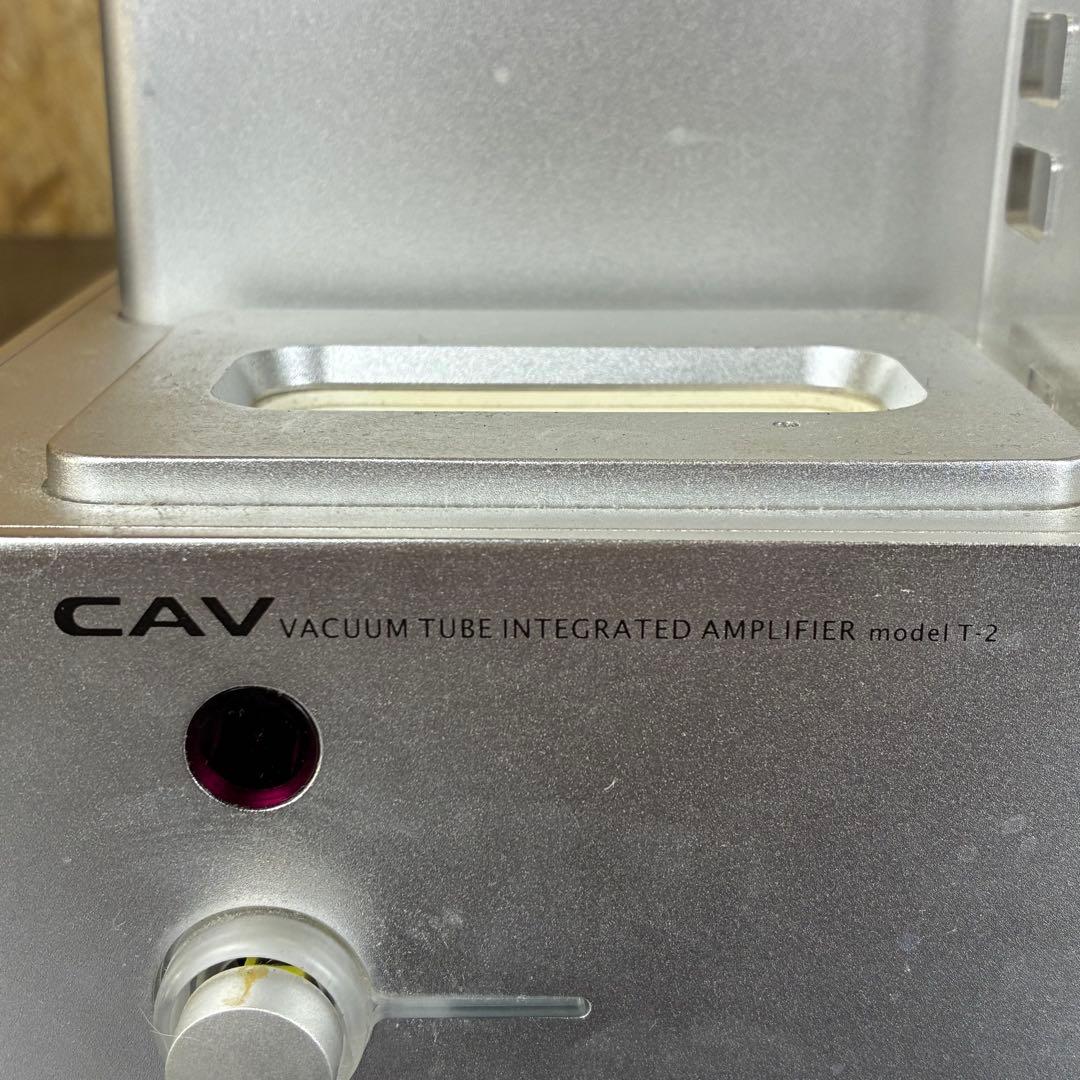 CAV VACUUM TUBE INTEGRATED AMPLIFIER model T-2